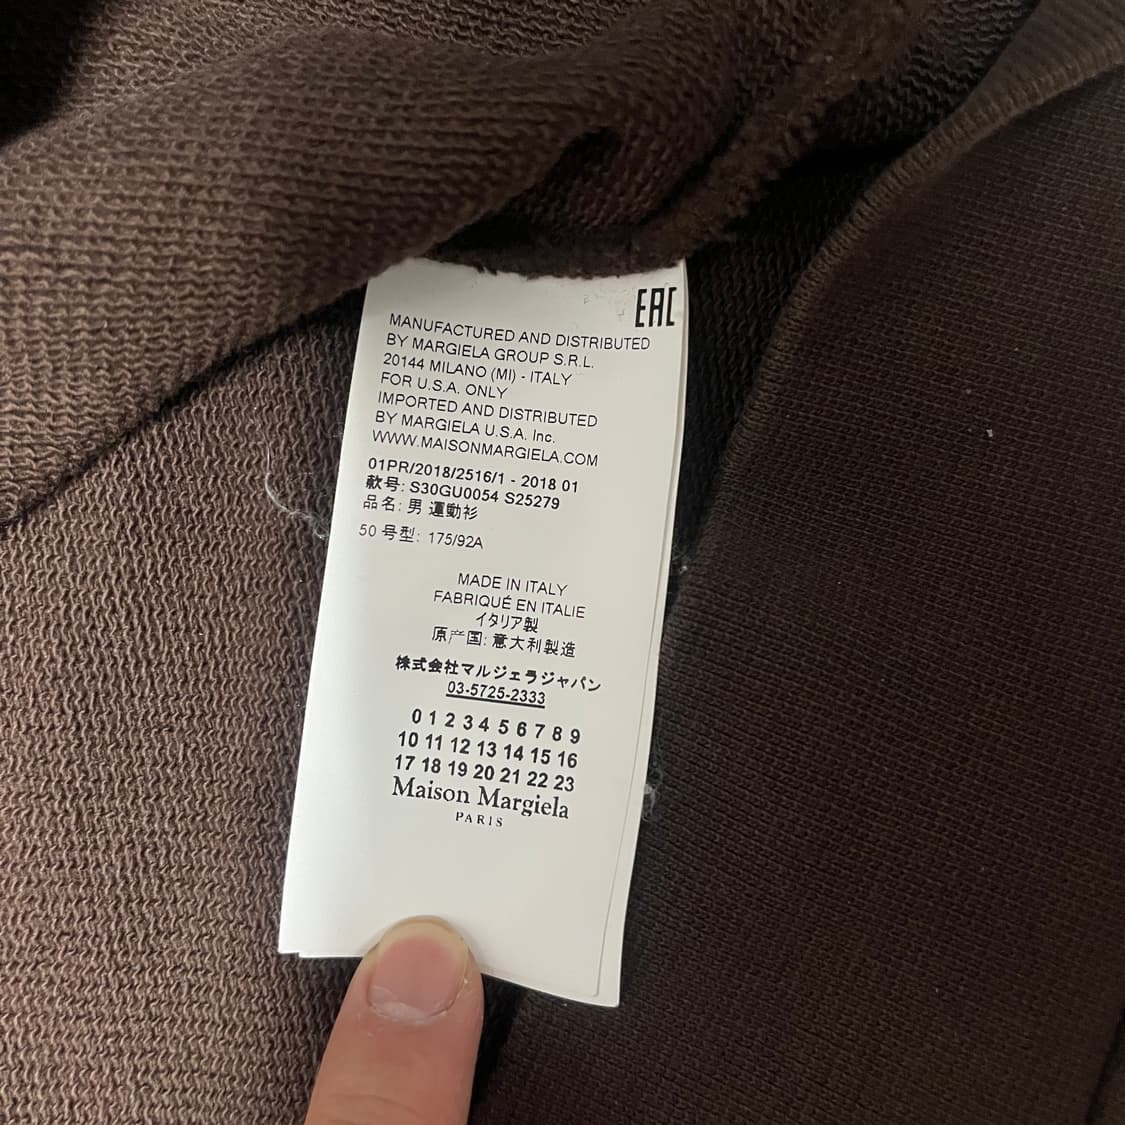 EAC
MANUFACTURED AND DISTRIBUTED
BY MARGIELA GROUP S.R.L.
20144 MILANO (MI) - ITALY
FOR U.S.A. ONLY
IMPORTED AND DISTRIBUTED
BY MARGIELA U.S.A. Inc.
WWW.MAISONMARGIELA.COM
01PR/2018/2516/1 - 2018 01
款号: S30GU0054 S25279
品名: 男 運動衫
50 号型: 175/92A
MADE IN ITALY
FABRIQUÉ EN ITALIE
イタリア製
原产国: 意大利製造
株式会社マルジェラジャパン
03-5725-2333
0 1 2 3 4 5 6 7 8 9
10 11 12 13 14 15 16
17 18 19 20 21 22 23
Maison Margiela
PARIS